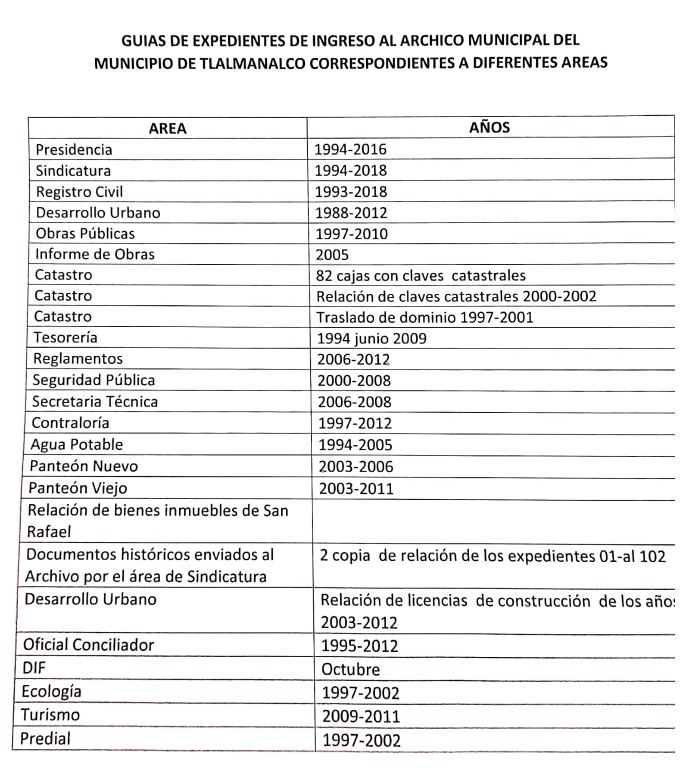 GUIAS DE EXPEDIENTES DE INGRESO AL ARCHICO MUNICIPAL DEL
MUNICIPIO DE TLALMANALCO CORRESPONDIENTES A DIFERENTES AREAS
AREA AÑOS
Presidencia 1994-2016
Sindicatura 1994-2018
Registro Civil 1993-2018
Desarrollo Urbano 1988-2012
Obras Públicas 1997-2010
Informe de Obras 2005
Catastro 82 cajas con claves catastrales
Catastro Relación de claves catastrales 2000-2002
Catastro Traslado de dominio 1997-2001
Tesorería 1994 junio 2009
Reglamentos 2006-2012
Seguridad Pública 2000-2008
Secretaria Técnica 2006-2008
Contraloría 1997-2012
Agua Potable 1994-2005
Panteón Nuevo 2003-2006
Panteón Viejo 2003-2011
Relación de bienes inmuebles de San
Rafael
Documentos históricos enviados al 2 copia de relación de los expedientes 01-al 102
Archivo por el área de Sindicatura
Desarrollo Urbano Relación de licencias de construcción de los años
2003-2012
Oficial Conciliador 1995-2012
DIF Octubre
Ecología 1997-2002
Turismo 2009-2011
Predial 1997-2002